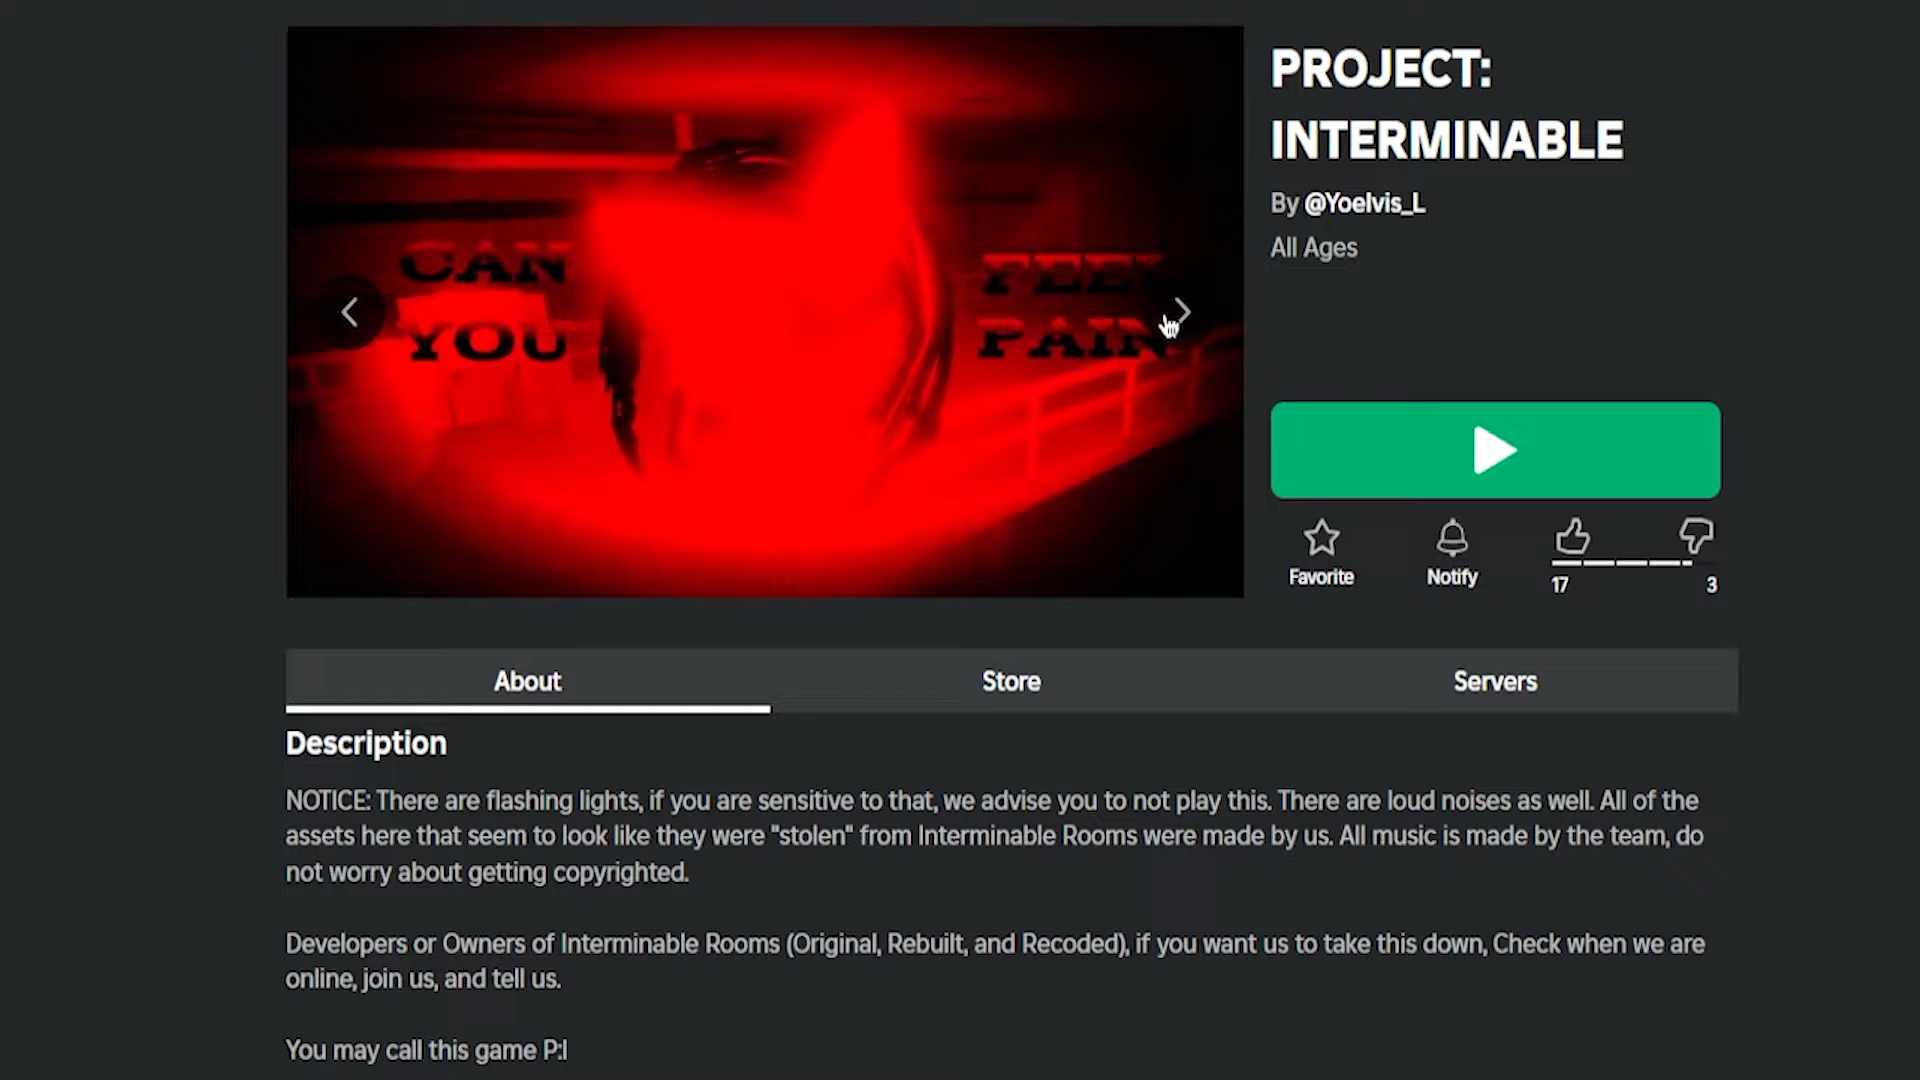 PROJECT:
INTERMINABLE
By @Yoelvis_L
All Ages
CAN
YOU
FEEL
PAIN
Favorite
Notify
17
3
About
Store
Servers
Description
NOTICE: There are flashing lights, if you are sensitive to that, we advise you to not play this. There are loud noises as well. All of the
assets here that seem to look like they were "stolen" from Interminable Rooms were made by us. All music is made by the team, do
not worry about getting copyrighted.
Developers or Owners of Interminable Rooms (Original, Rebuilt, and Recoded), if you want us to take this down, Check when we are
online, join us, and tell us.
You may call this game P:I